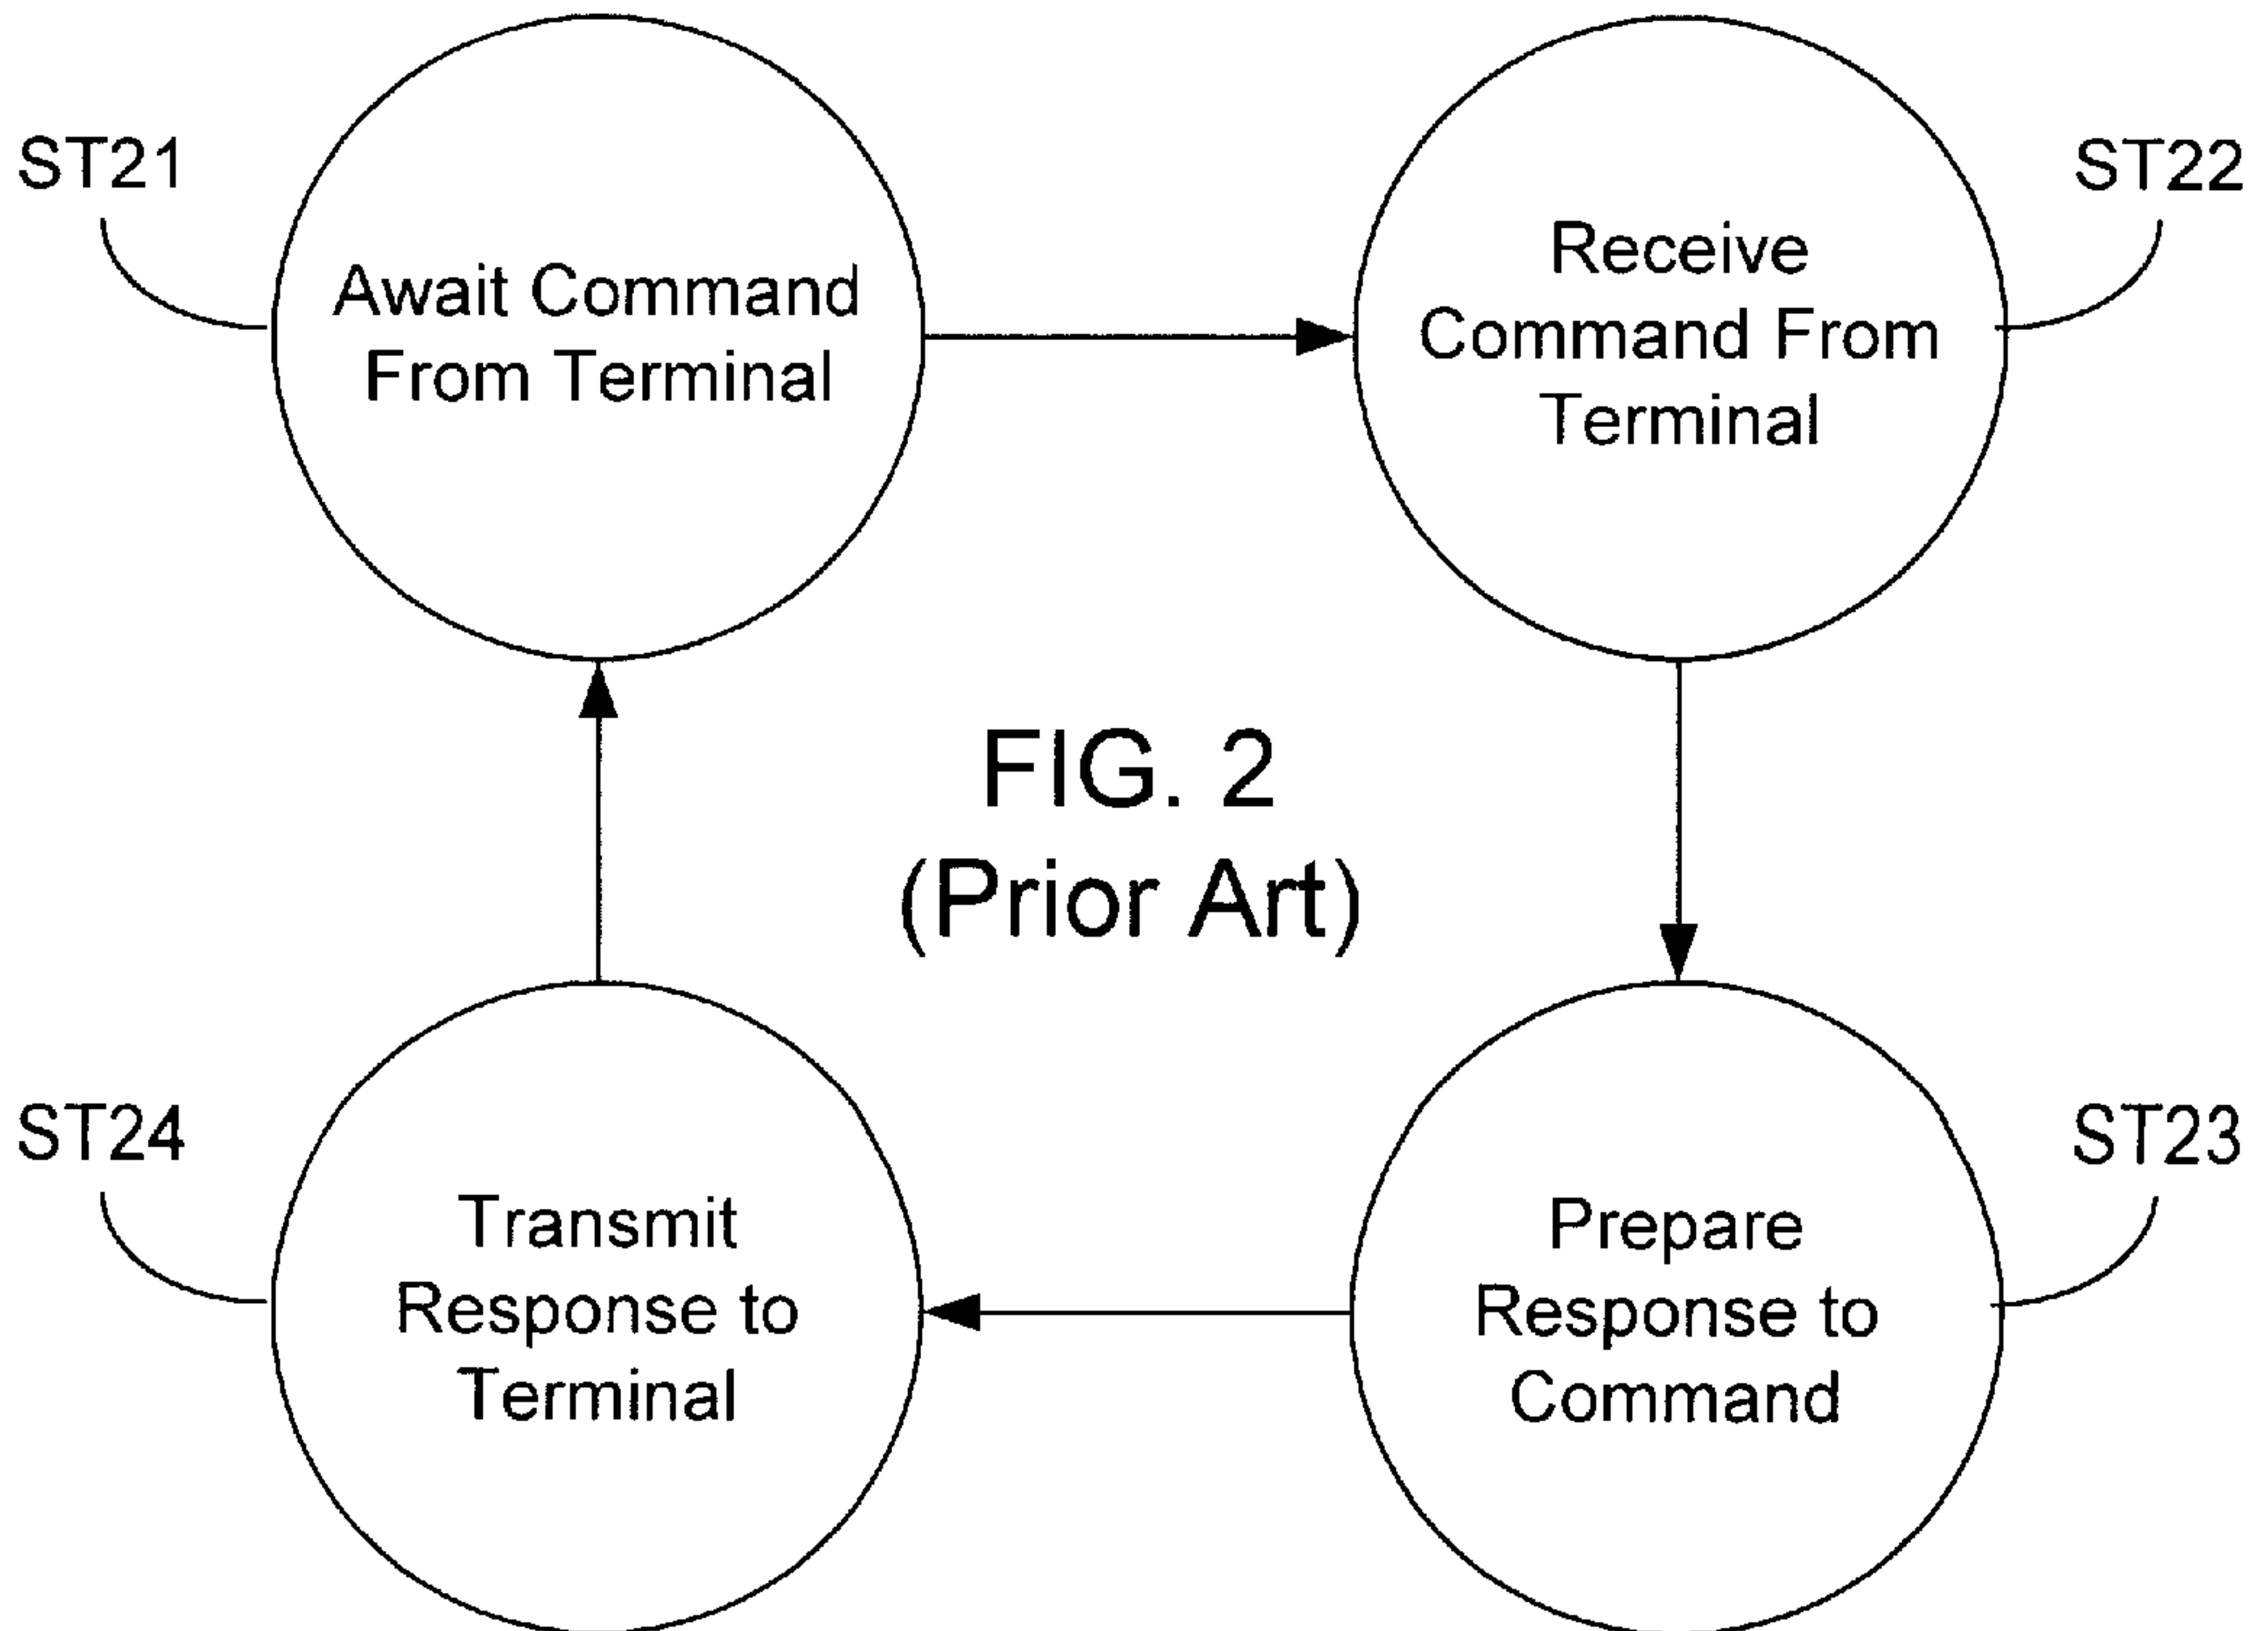 ST21
Await Command
From Terminal
ST22
Receive
Command From
Terminal
FIG. 2
(Prior Art)
ST24
Transmit
Response to
Terminal
ST23
Prepare
Response to
Command